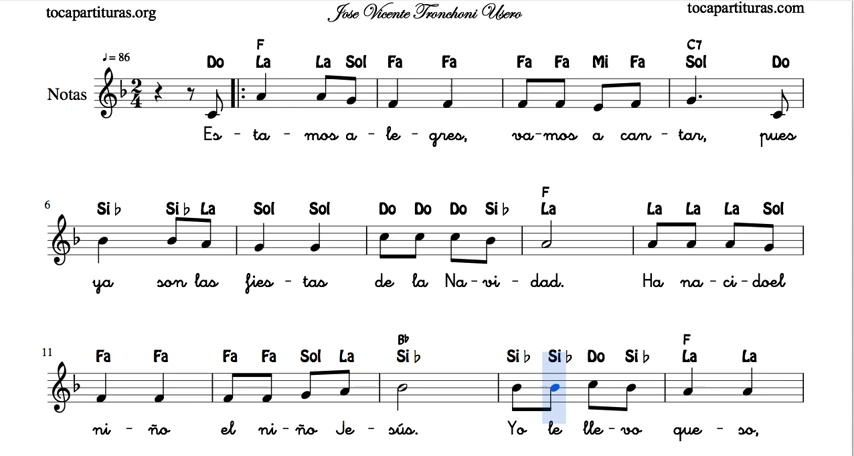 tocapartituras.org Jose Vicente Tronchoni Usero tocapartituras.com
♩= 86 F C7
Do La La Sol Fa Fa Fa Fa Mi Fa Sol Do
Notas 2 4
Es - ta - mos a - le - gres, va - mos a can - tar, pues
F
6 Si ♭ Si ♭ La Sol Sol Do Do Do Si ♭ La La La La Sol
ya son las fies - tas de la Na - vi - dad. Ha na - ci - doel
11 B♭ F
Fa Fa Fa Fa Sol La Si ♭ Si ♭ Si ♭ Do Si ♭ La La
ni - ño el ni - ño Je - sús. Yo le lle - vo que - so,